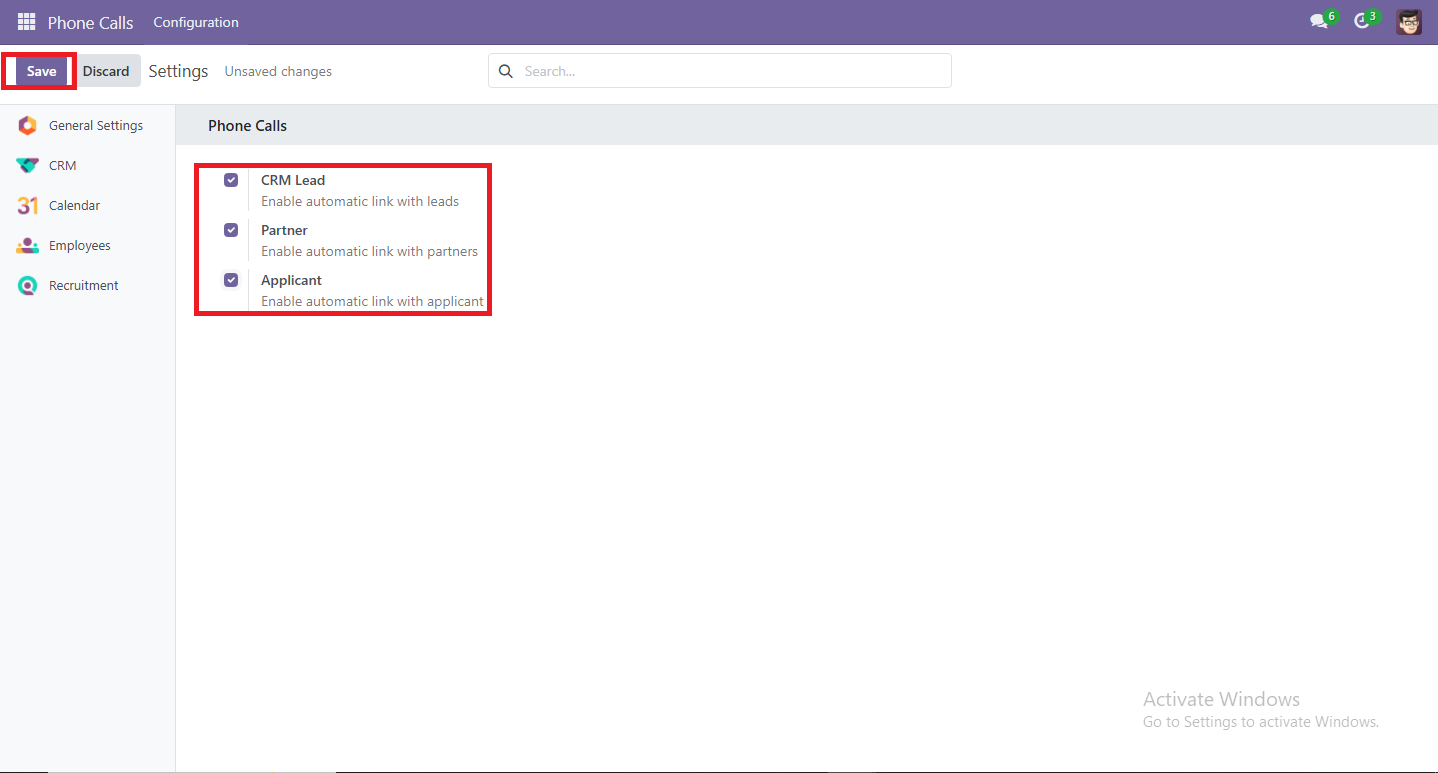 Phone Calls Configuration 6 3
Save Discard Settings Unsaved changes Search...
General Settings
CRM
31 Calendar
Employees
Recruitment
Phone Calls
CRM Lead
Enable automatic link with leads
Partner
Enable automatic link with partners
Applicant
Enable automatic link with applicant
Activate Windows
Go to Settings to activate Windows.